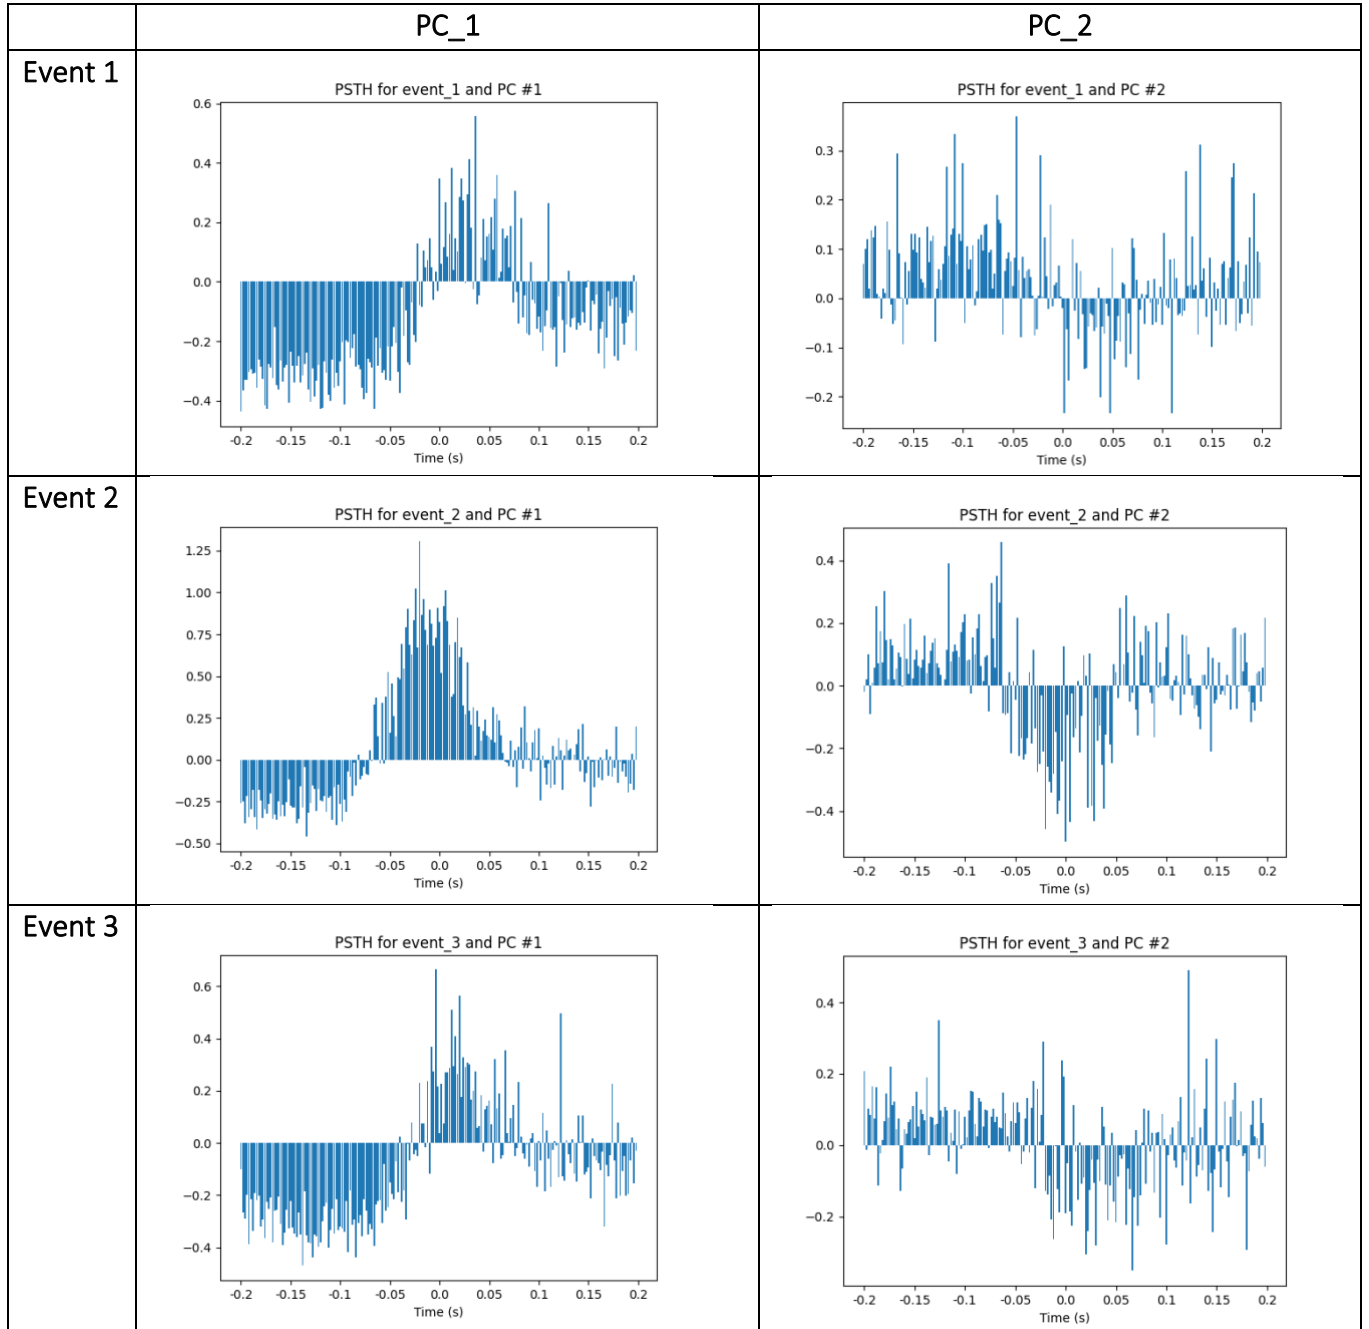 PC_1
PC_2
Event 1
PSTH for event_1 and PC #1
0.6
0.4
0.2
0.0
−0.2
−0.4
-0.2 -0.15 -0.1 -0.05 0.0 0.05 0.1 0.15 0.2
Time (s)
PSTH for event_1 and PC #2
0.3
0.2
0.1
0.0
−0.1
−0.2
-0.2 -0.15 -0.1 -0.05 0.0 0.05 0.1 0.15 0.2
Time (s)
Event 2
PSTH for event_2 and PC #1
1.25
1.00
0.75
0.50
0.25
0.00
−0.25
−0.50
-0.2 -0.15 -0.1 -0.05 0.0 0.05 0.1 0.15 0.2
Time (s)
PSTH for event_2 and PC #2
0.4
0.2
0.0
−0.2
−0.4
-0.2 -0.15 -0.1 -0.05 0.0 0.05 0.1 0.15 0.2
Time (s)
Event 3
PSTH for event_3 and PC #1
0.6
0.4
0.2
0.0
−0.2
−0.4
-0.2 -0.15 -0.1 -0.05 0.0 0.05 0.1 0.15 0.2
Time (s)
PSTH for event_3 and PC #2
0.4
0.2
0.0
−0.2
-0.2 -0.15 -0.1 -0.05 0.0 0.05 0.1 0.15 0.2
Time (s)